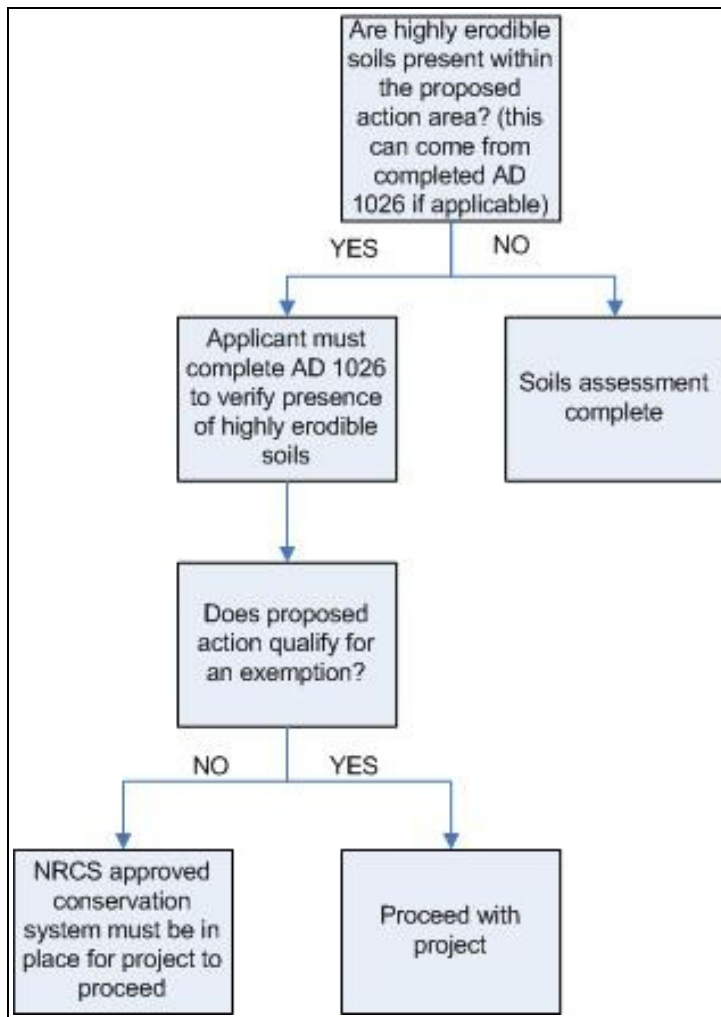 Are highly erodible
soils present within
the proposed
action area? (this
can come from
completed AD
1026 if applicable)
YES
NO
Applicant must
complete AD 1026
to verify presence
of highly erodible
soils
Soils assessment
complete
Does proposed
action qualify for
an exemption?
NO
YES
NRCS approved
conservation
system must be in
place for project to
proceed
Proceed with
project